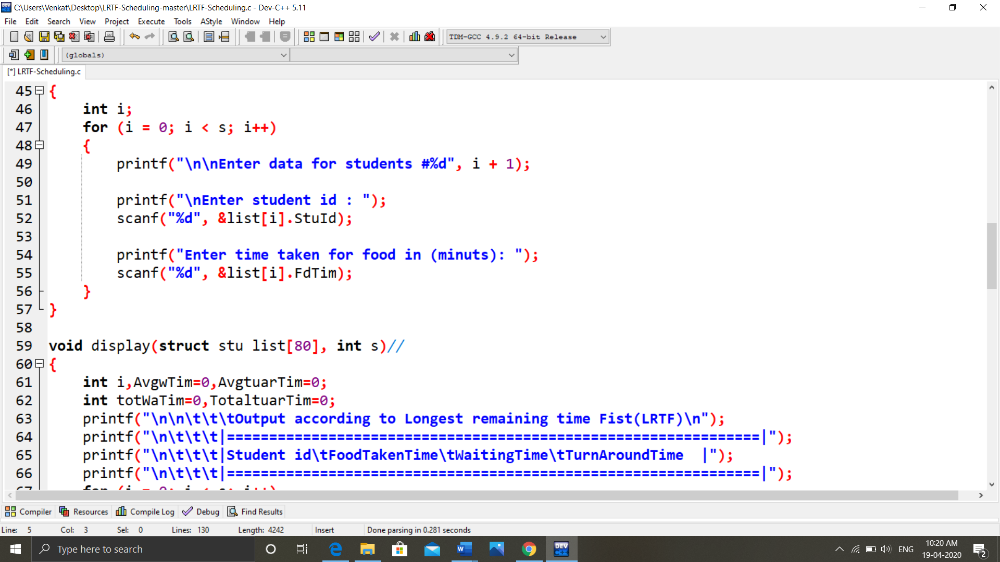 C:\Users\Venkat\Desktop\LRTF-Scheduling-master\LRTF-Scheduling.c - Dev-C++ 5.11
File Edit Search View Project Execute Tools AStyle Window Help
TDM-GCC 4.9.2 64-bit Release
(globals)
[*] LRTF-Scheduling.c
45 {
46     int i;
47     for (i = 0; i < s; i++)
48     {
49         printf("\n\nEnter data for students #%d", i + 1);
50
51         printf("\nEnter student id : ");
52         scanf("%d", &list[i].StuId);
53
54         printf("Enter time taken for food in (minuts): ");
55         scanf("%d", &list[i].FdTim);
56     }
57 }
58
59 void display(struct stu list[80], int s)//
60 {
61     int i,AvgwTim=0,AvgtuarTim=0;
62     int totWaTim=0,TotaltuarTim=0;
63     printf("\n\n\t\t\tOutput according to Longest remaining time Fist(LRTF)\n");
64     printf("\n\t\t\t|===============================================================|");
65     printf("\n\t\t\t|Student id\tFoodTakenTime\tWaitingTime\tTurnAroundTime  |");
66     printf("\n\t\t\t|===============================================================|");
67     for (i = 0; i < s; i++)
Compiler Resources Compile Log Debug Find Results
Line: 5 Col: 3 Sel: 0 Lines: 130 Length: 4242 Insert Done parsing in 0.281 seconds
Type here to search
DEV C++
ENG
10:20 AM
19-04-2020
2